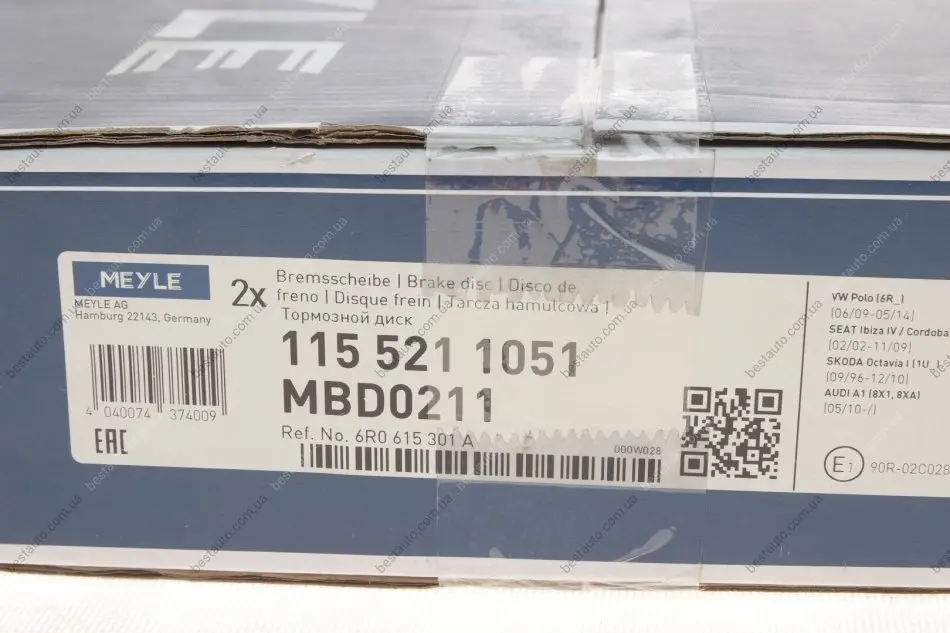 MEYLE
MEYLE AG
Hamburg 22143, Germany
4 040074 374009
EAC
2x
Bremsscheibe | Brake disc | Disco de
freno | Disque frein | Tarcza hamulcowa |
Тормозной диск
115 521 1051
MBD0211
Ref. No. 6R0 615 301 A
000W028
VW Polo (6R_)
(06/09-05/14)
SEAT Ibiza IV / Cordoba
(02/02-11/09)
SKODA Octavia I (1U_).
(09/96-12/10)
AUDI A1 (8X1, 8XA)
(05/10-/)
E1 90R-02C028
bestauto.com.ua